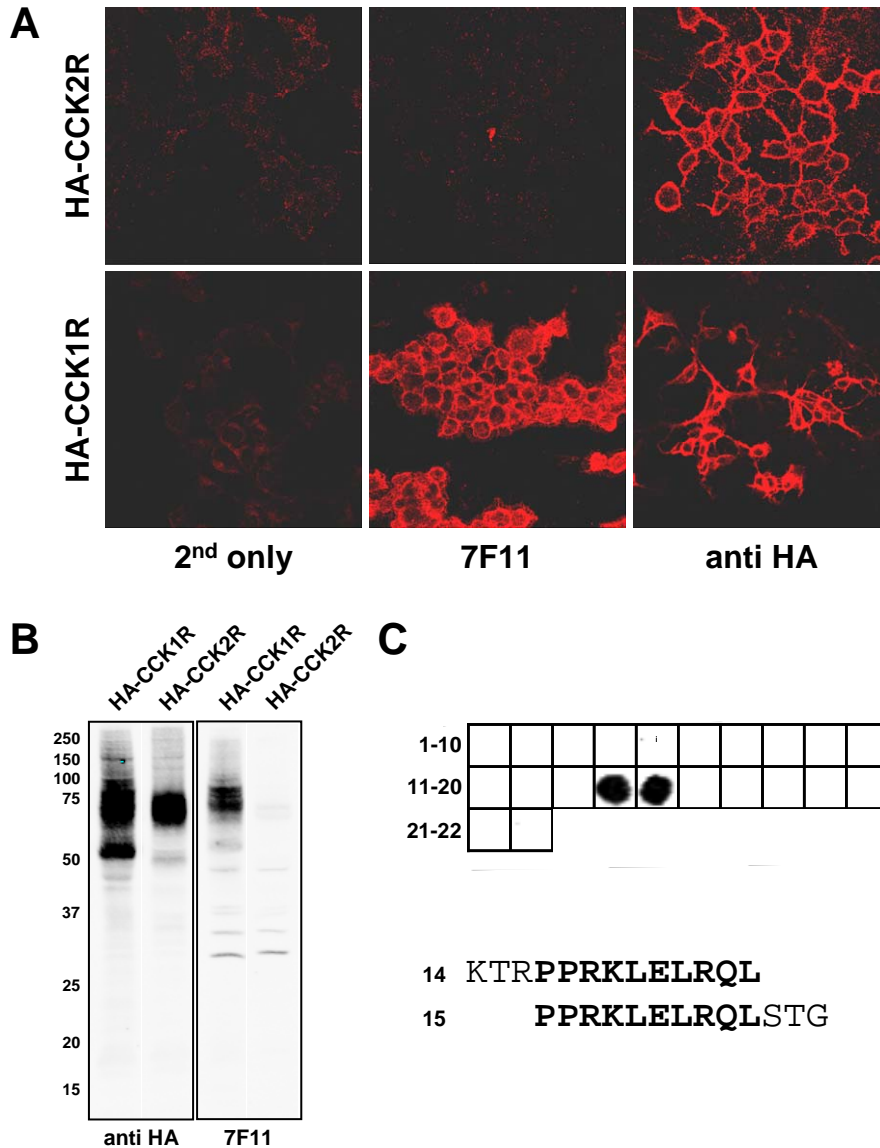 A
HA-CCK2R
HA-CCK1R
2nd only
7F11
anti HA
B
HA-CCK1R
HA-CCK2R
HA-CCK1R
HA-CCK2R
250
150
100
75
50
37
25
20
15
anti HA
7F11
C
1-10
i
11-20
21-22
14 KTRPPRKLELRQL
15 PPRKLELRQLSTG